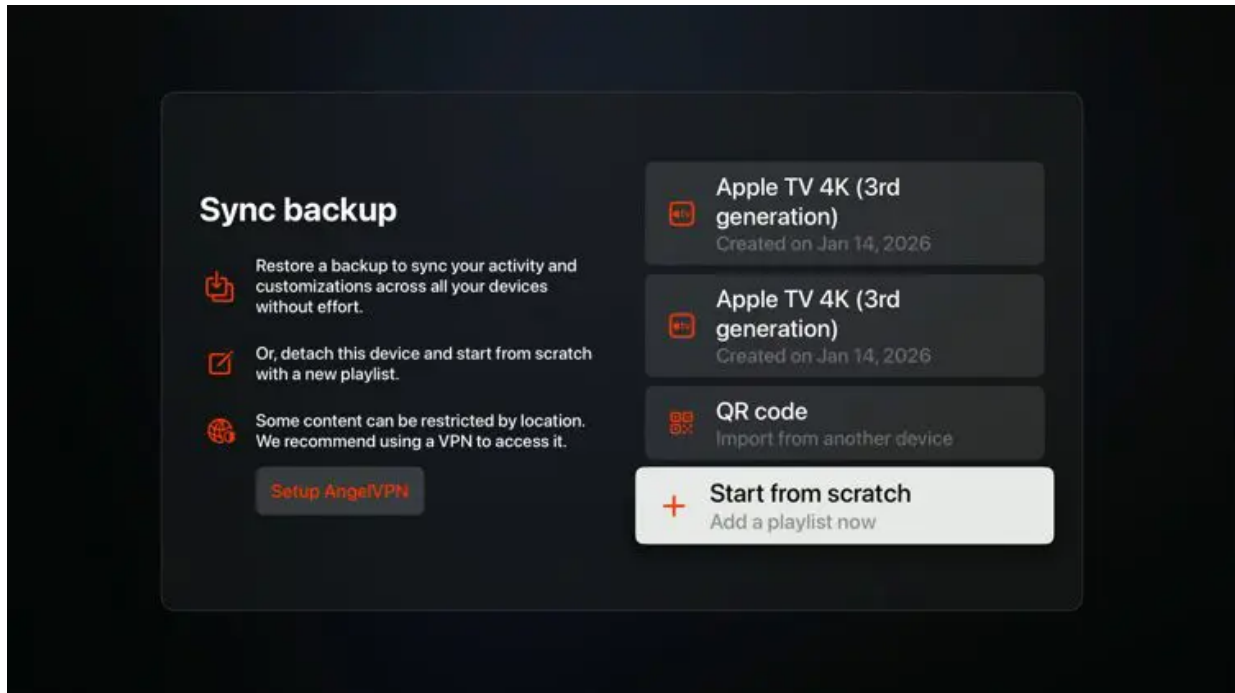 Sync backup
Restore a backup to sync your activity and
customizations across all your devices
without effort.
Or, detach this device and start from scratch
with a new playlist.
Some content can be restricted by location.
We recommend using a VPN to access it.
Setup AngelVPN
Apple TV 4K (3rd
generation)
Created on Jan 14, 2026
Apple TV 4K (3rd
generation)
Created on Jan 14, 2026
QR code
Import from another device
Start from scratch
Add a playlist now